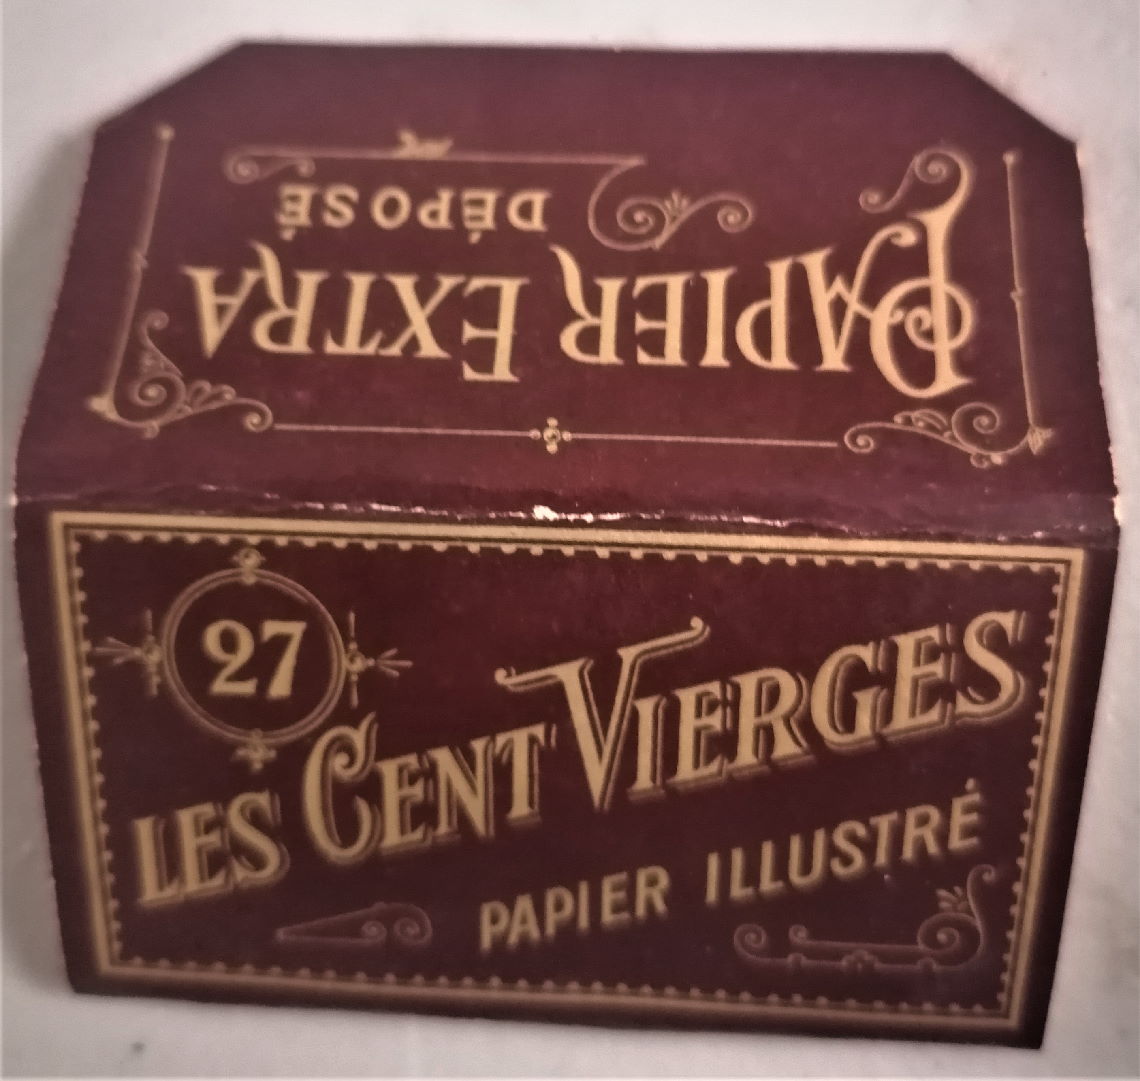 PAPIER EXTRA
DÉPOSÉ
27
LES CENT VIERGES
PAPIER ILLUSTRÉ